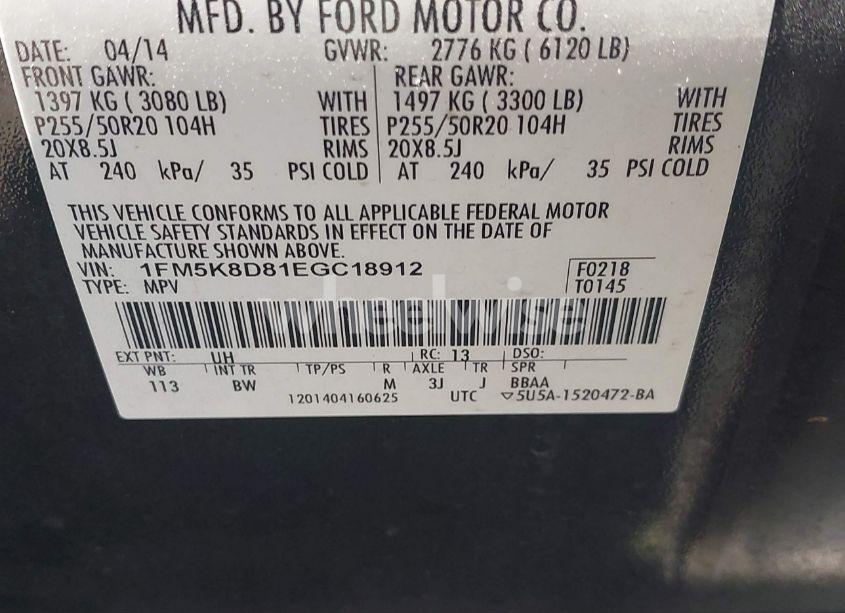 MFD. BY FORD MOTOR CO.
DATE: 04/14 GVWR: 2776 KG ( 6120 LB)
FRONT GAWR: REAR GAWR:
1397 KG ( 3080 LB) WITH 1497 KG ( 3300 LB) WITH
P255/50R20 104H TIRES P255/50R20 104H TIRES
20X8.5J RIMS 20X8.5J RIMS
AT 240 kPa/ 35 PSI COLD AT 240 kPa/ 35 PSI COLD
THIS VEHICLE CONFORMS TO ALL APPLICABLE FEDERAL MOTOR
VEHICLE SAFETY STANDARDS IN EFFECT ON THE DATE OF
MANUFACTURE SHOWN ABOVE.
VIN: 1FM5K8D81EGC18912 F0218
TYPE: MPV T0145
wheelwise
EXT PNT: UH RC: 13 DSO:
WB INT TR TP/PS R AXLE TR SPR
113 BW M 3J J BBAA
1201404160625 UTC ▽5U5A-1520472-BA